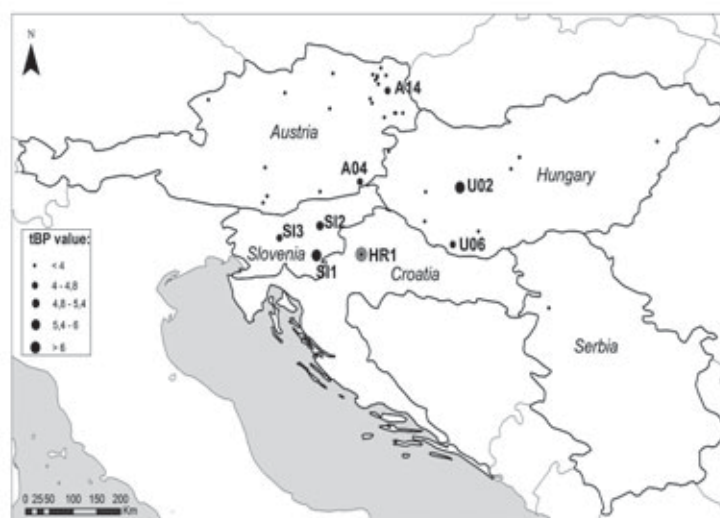 N
A14
Austria
A04
U02
Hungary
SI2
SI3
U06
tBP value:
Slovenia
HR1
SI1
Croatia
< 4
4 - 4,8
4,8 - 5,4
5,4 - 6
> 6
Serbia
0 25 50 100 150 200
Km